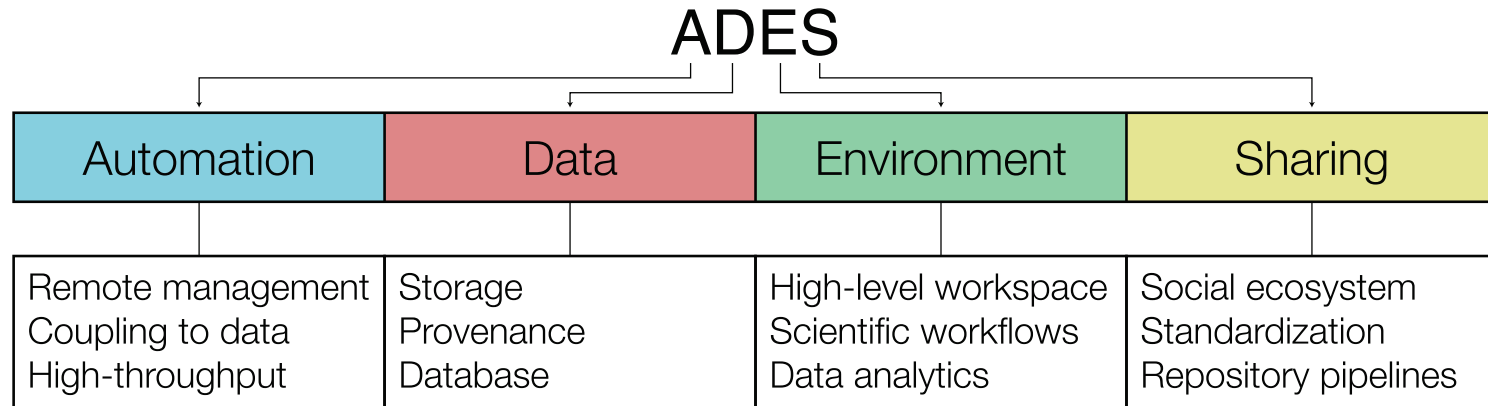 ADES
Automation
Data
Environment
Sharing
Remote management
Coupling to data
High-throughput
Storage
Provenance
Database
High-level workspace
Scientific workflows
Data analytics
Social ecosystem
Standardization
Repository pipelines